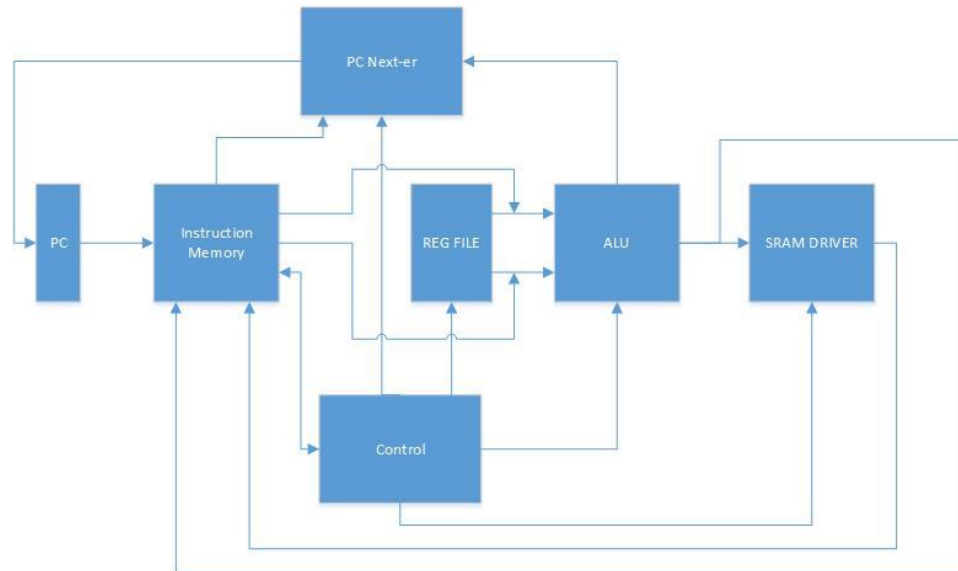 PC Next-er
PC
Instruction
Memory
REG FILE
ALU
SRAM DRIVER
Control